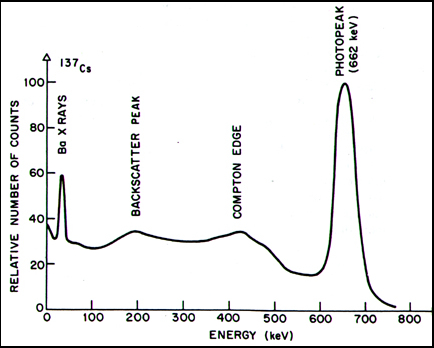 137Cs
Ba X RAYS
BACKSCATTER PEAK
COMPTON EDGE
PHOTOPEAK
(662 keV)
RELATIVE NUMBER OF COUNTS
100
80
60
40
20
0
0 100 200 300 400 500 600 700 800
ENERGY (keV)